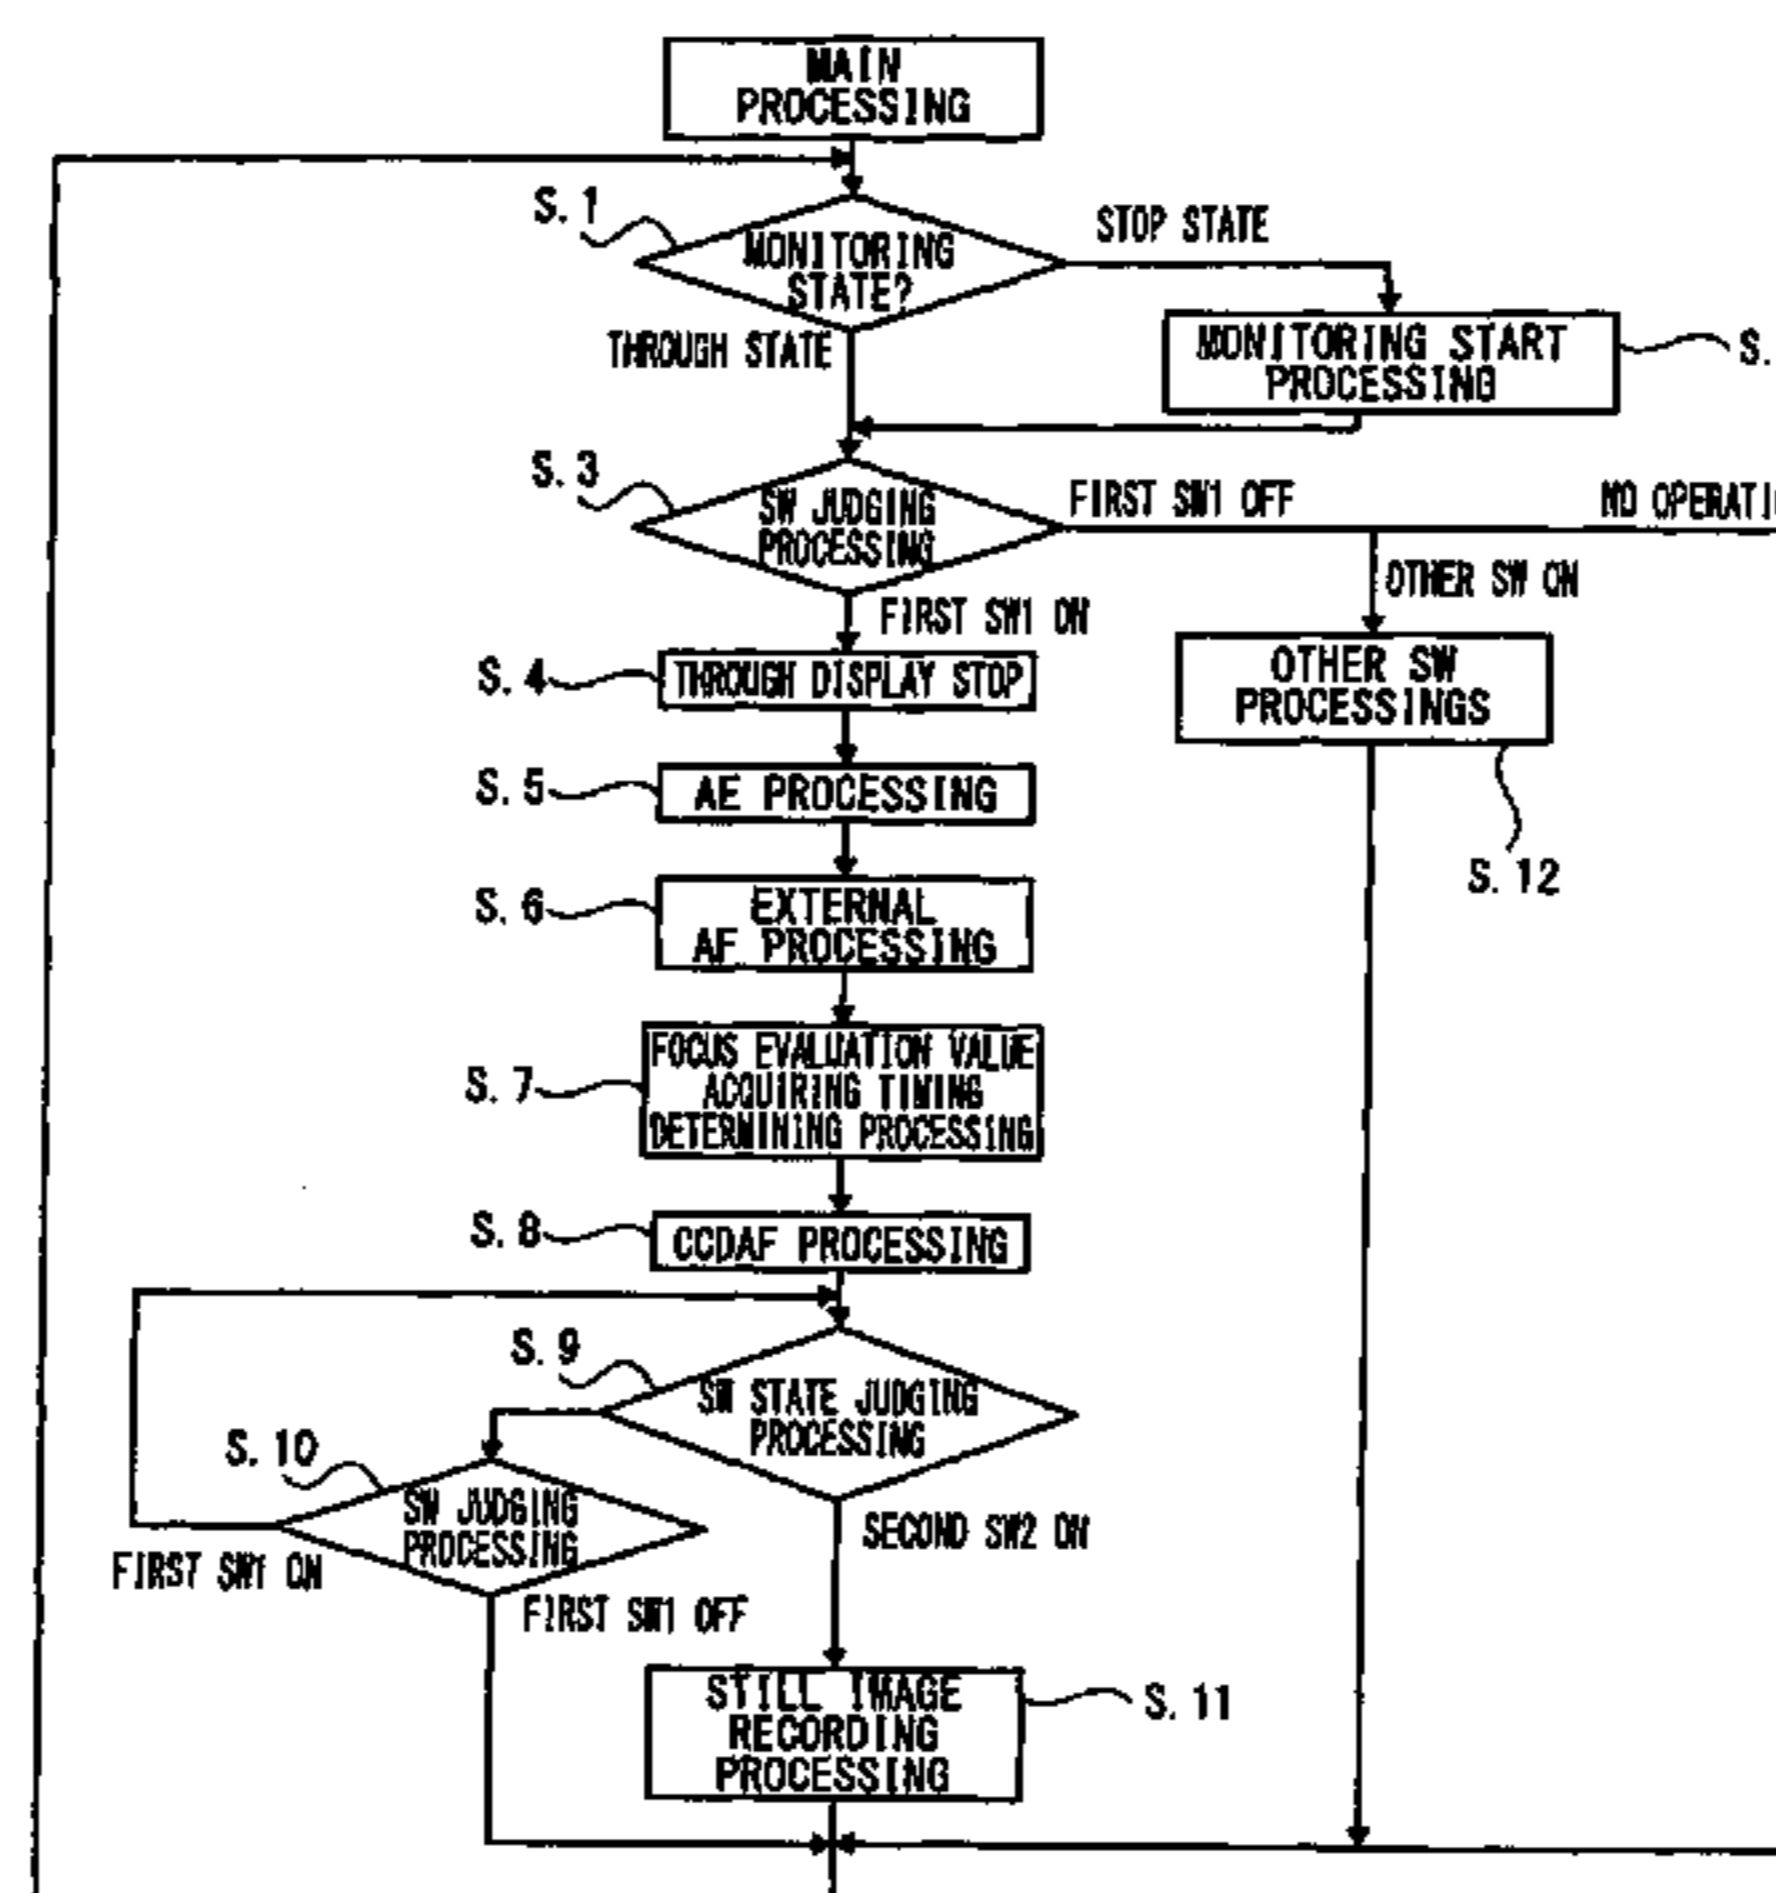 MAIN
PROCESSING
S. 1
STOP STATE
MONITORING
STATE?
THROUGH STATE
MONITORING START
PROCESSING
S.
S. 3
SW JUDGING
PROCESSING
FIRST SW1 OFF
NO OPERATI
OTHER SW ON
FIRST SW1 ON
OTHER SW
PROCESSINGS
S. 4
THROUGH DISPLAY STOP
S. 5
AE PROCESSING
S. 12
S. 6
EXTERNAL
AF PROCESSING
S. 7
FOCUS EVALUATION VALUE
ACQUIRING TIMING
DETERMINING PROCESSING
S. 8
CCDAF PROCESSING
S. 9
SW STATE JUDGING
PROCESSING
S. 10
SW JUDGING
PROCESSING
SECOND SW2 ON
FIRST SW1 ON
FIRST SW1 OFF
STILL IMAGE
RECORDING
PROCESSING
S. 11